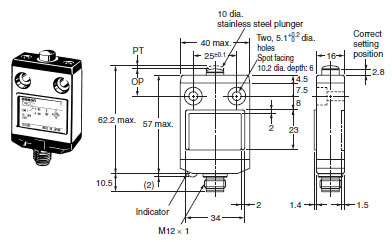 10 dia.
stainless steel plunger
PT
40 max.
25±0.1
Two, 5.1+0.2 0 dia.
holes
Spot facing
10.2 dia. depth: 6
Correct
setting
position
16
2.8
OP
4.5
7.5
8
62.2 max.
57 max.
2
23
10.5
(2)
Indicator
2
34
M12 × 1
1.4
1.5